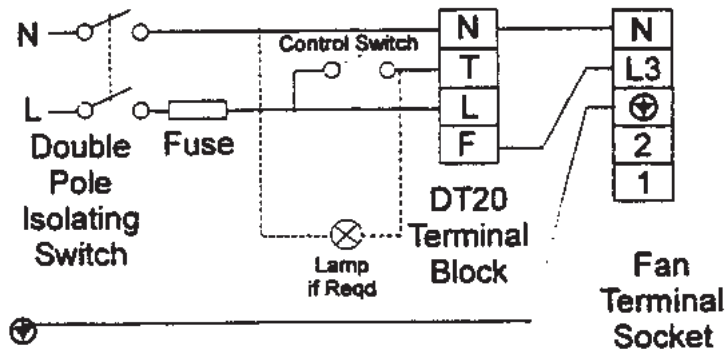 N
L
Double
Pole
Isolating
Switch
Fuse
Control Switch
Lamp
if Reqd
N
T
L
F
DT20
Terminal
Block
N
L3
2
1
Fan
Terminal
Socket